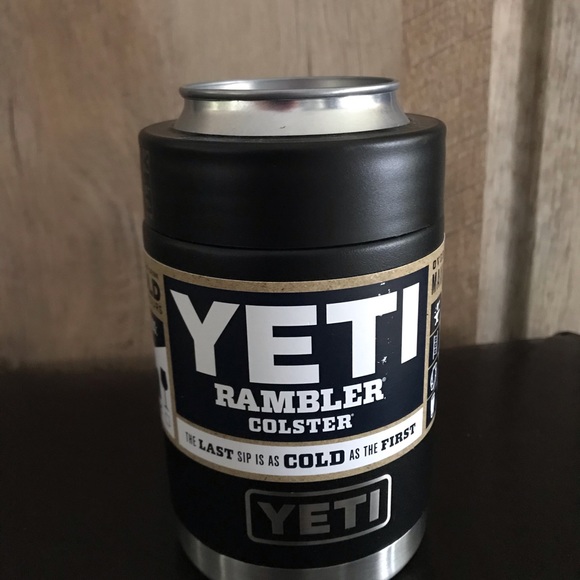 YETI
RAMBLER
COLSTER
THE LAST SIP IS AS COLD AS THE FIRST
YETI